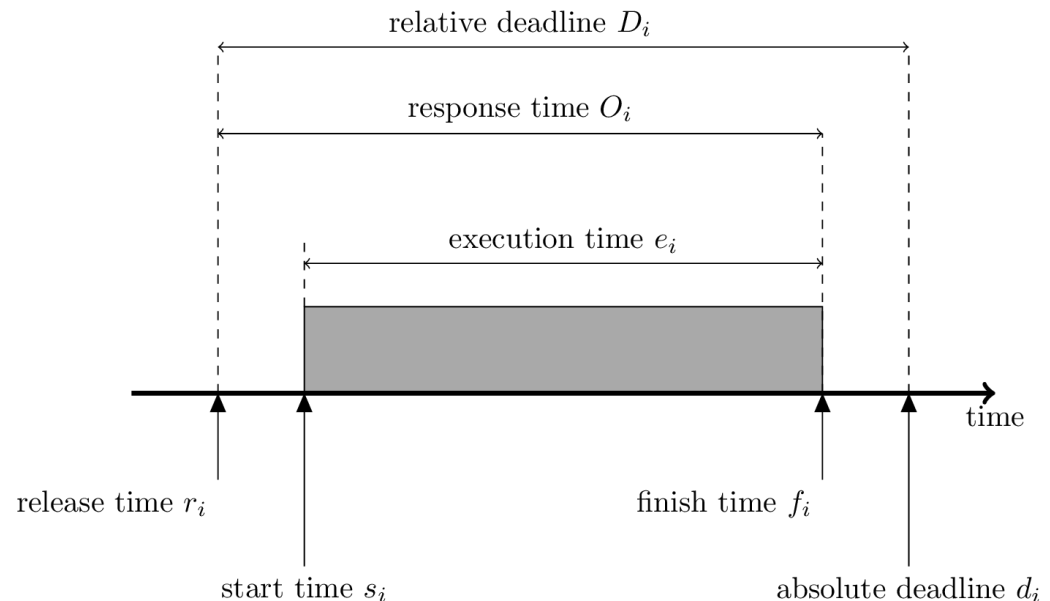 relative deadline Dᵢ
response time Oᵢ
execution time eᵢ
time
release time rᵢ
finish time fᵢ
start time sᵢ
absolute deadline dᵢ